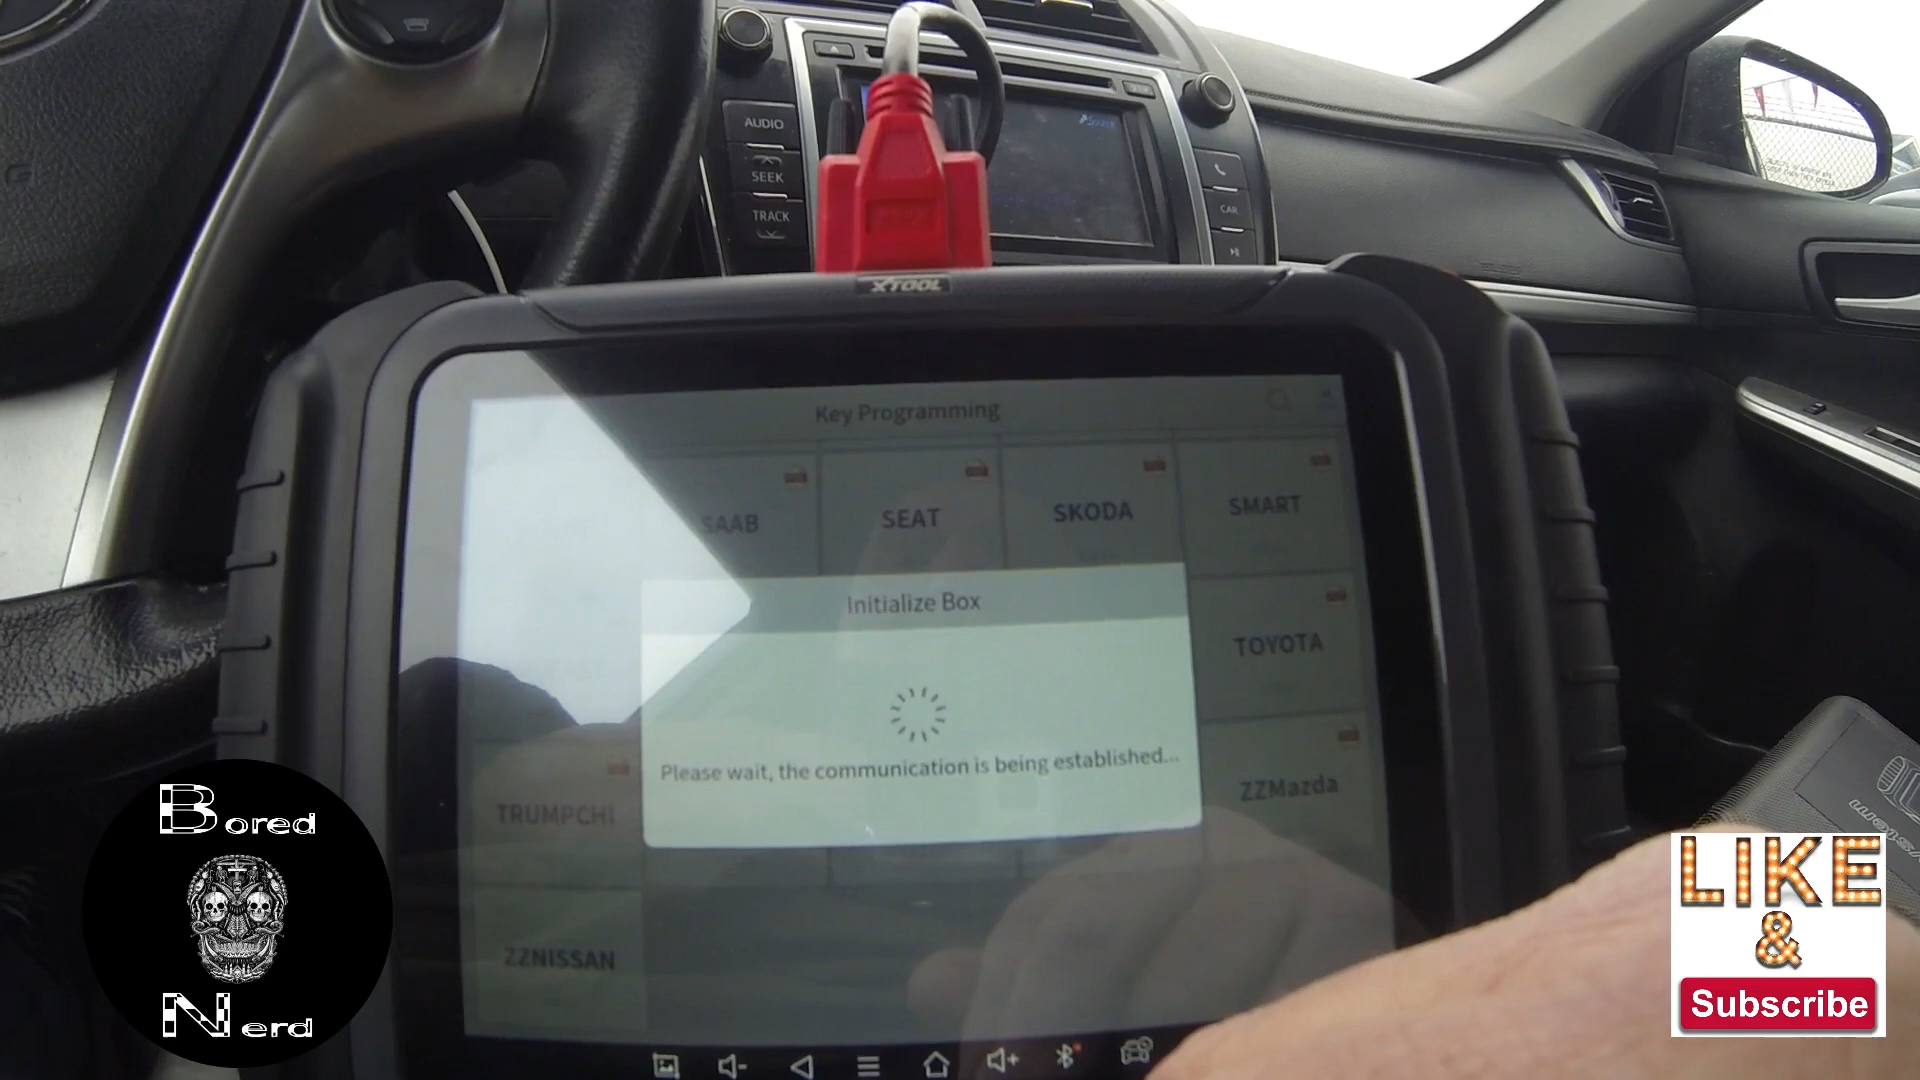 AUDIO
SEEK
TRACK
CAR
XTOOL
Key Programming
SAAB
SEAT
SKODA
SMART
Initialize Box
TOYOTA
Please wait, the communication is being established...
TRUMPCHI
ZZMazda
ZZNISSAN
Bored
Nerd
LIKE
&
Subscribe